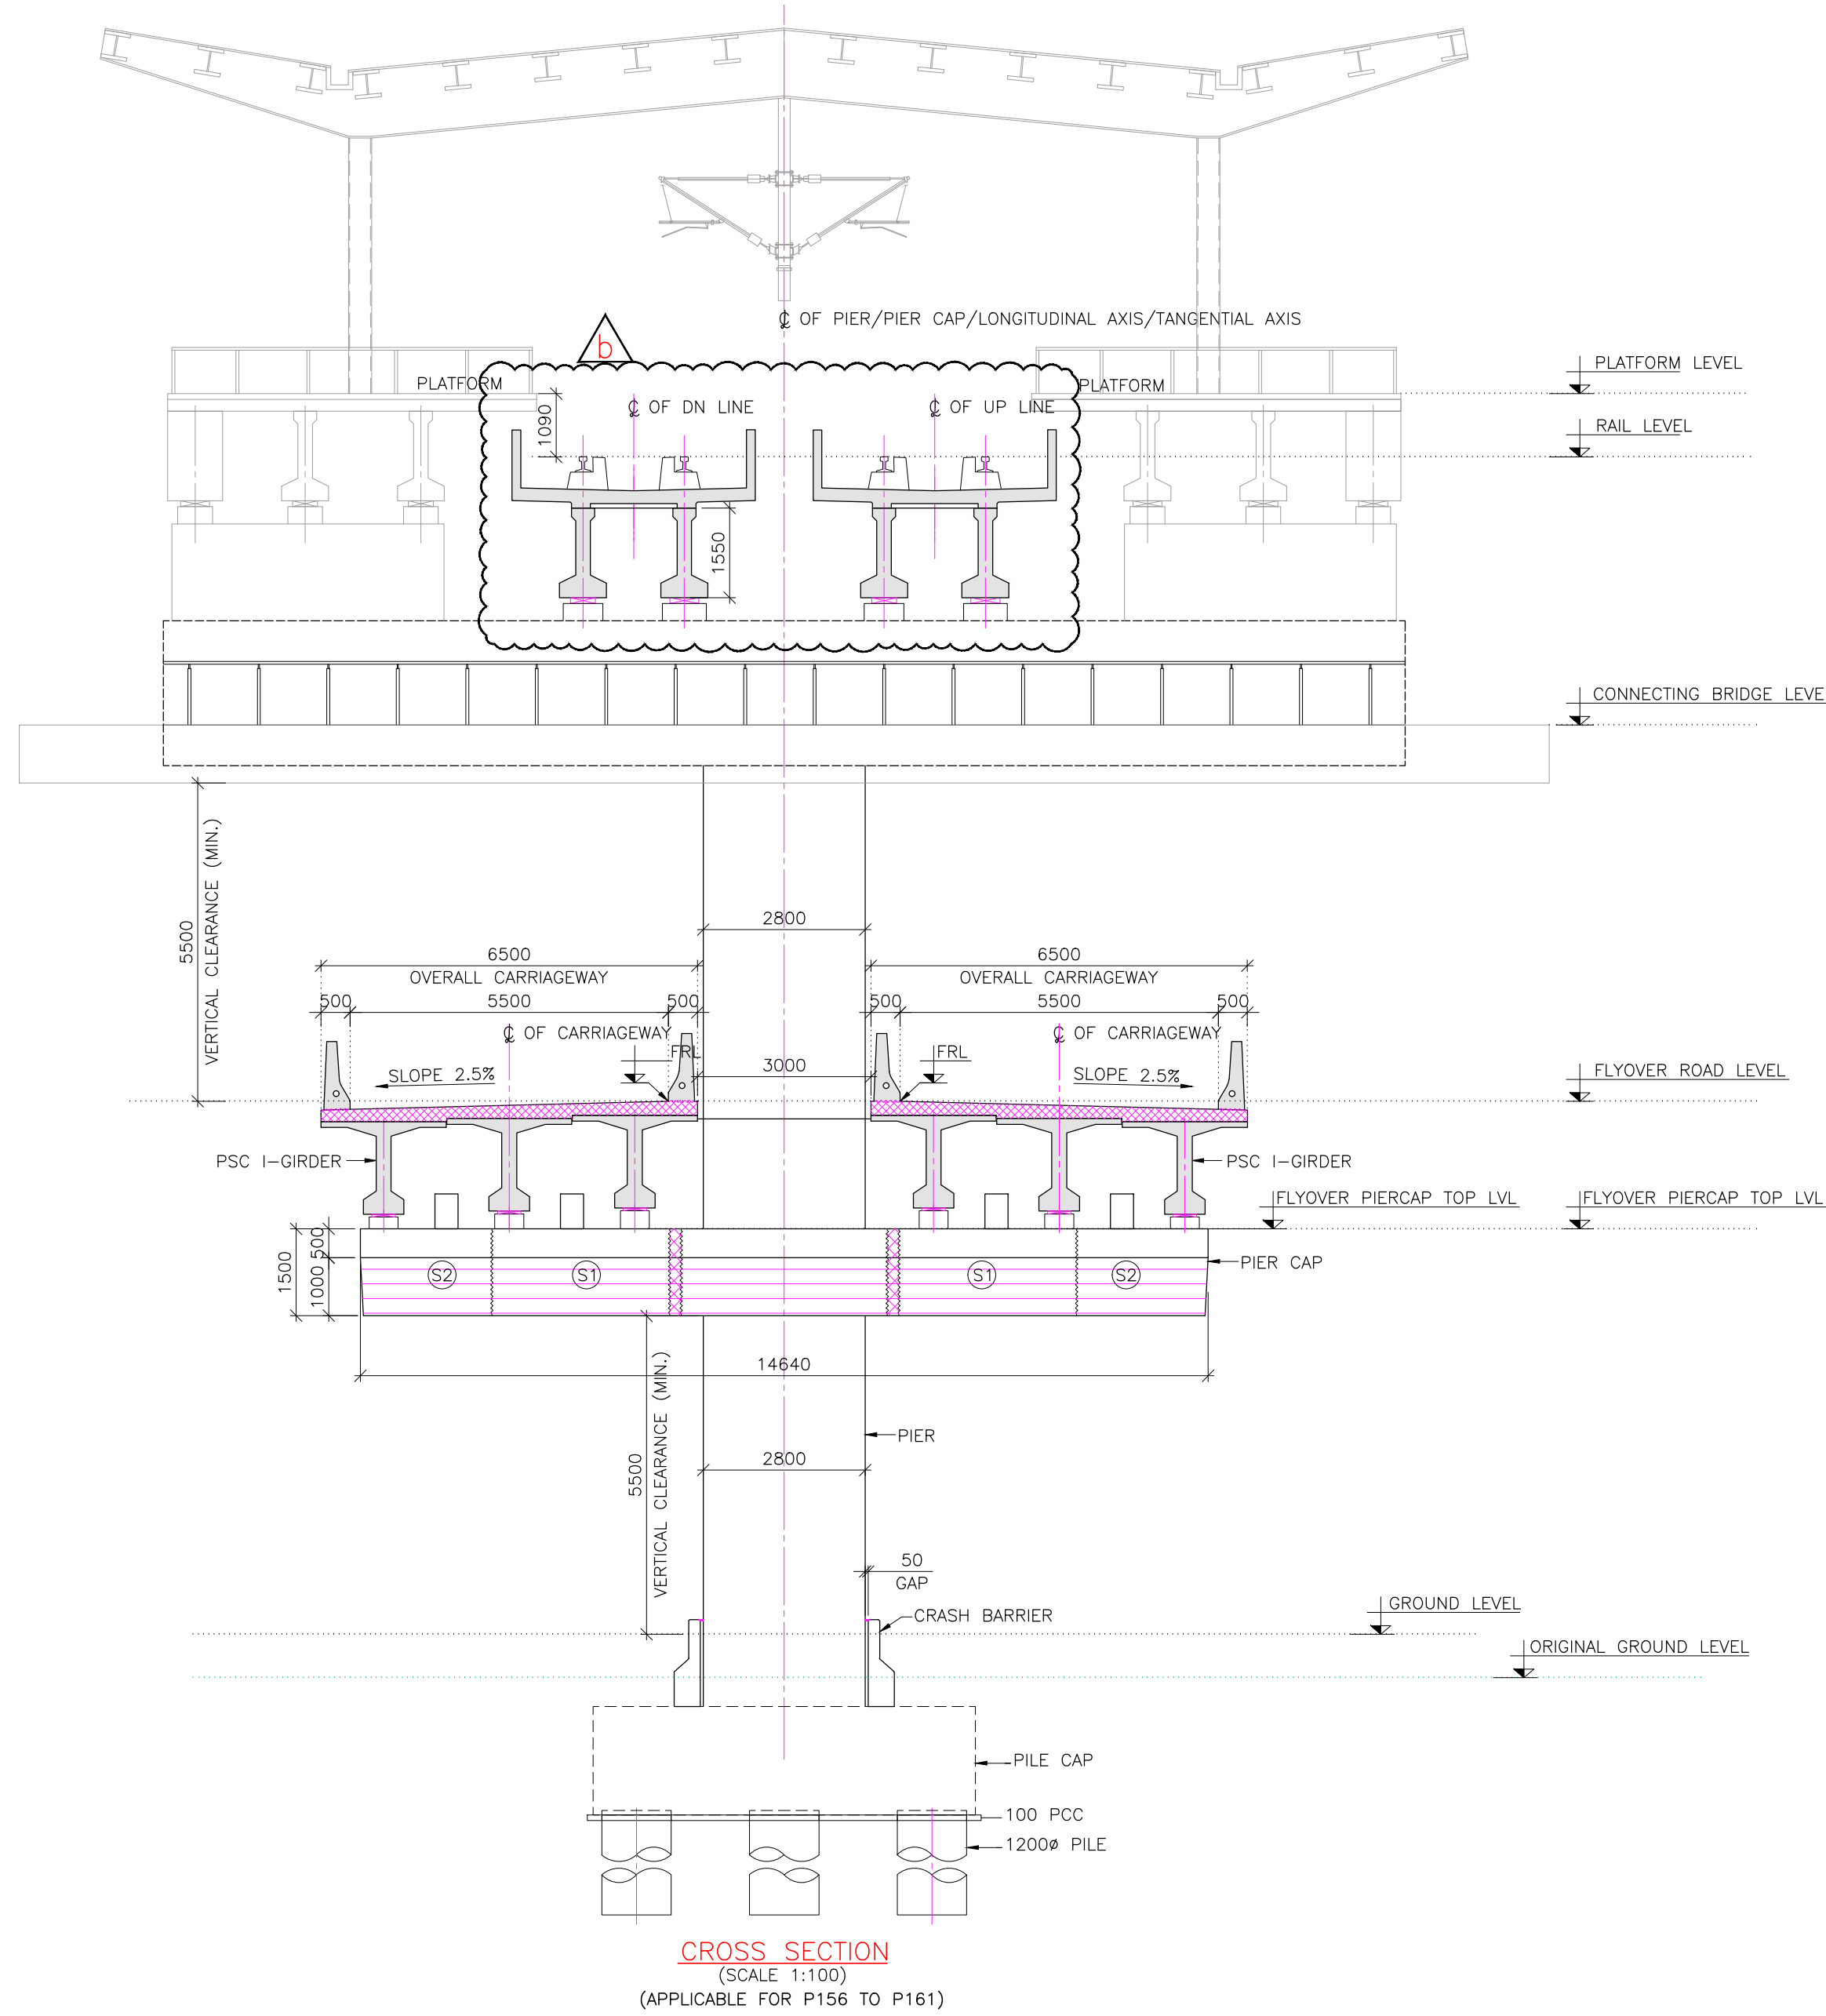 ℄ OF PIER/PIER CAP/LONGITUDINAL AXIS/TANGENTIAL AXIS
b
PLATFORM
PLATFORM
PLATFORM LEVEL
1090
℄ OF DN LINE
℄ OF UP LINE
RAIL LEVEL
1550
CONNECTING BRIDGE LEVE
5500
VERTICAL CLEARANCE (MIN.)
2800
6500
OVERALL CARRIAGEWAY
6500
OVERALL CARRIAGEWAY
500
5500
500
500
5500
500
℄ OF CARRIAGEWAY
℄ OF CARRIAGEWAY
FRL
FRL
3000
SLOPE 2.5%
SLOPE 2.5%
FLYOVER ROAD LEVEL
PSC I-GIRDER
PSC I-GIRDER
FLYOVER PIERCAP TOP LVL
FLYOVER PIERCAP TOP LVL
1500
500
1000
S2
S1
S1
S2
PIER CAP
14640
5500
VERTICAL CLEARANCE (MIN.)
PIER
2800
50
GAP
CRASH BARRIER
GROUND LEVEL
ORIGINAL GROUND LEVEL
PILE CAP
100 PCC
1200ø PILE
CROSS SECTION
(SCALE 1:100)
(APPLICABLE FOR P156 TO P161)